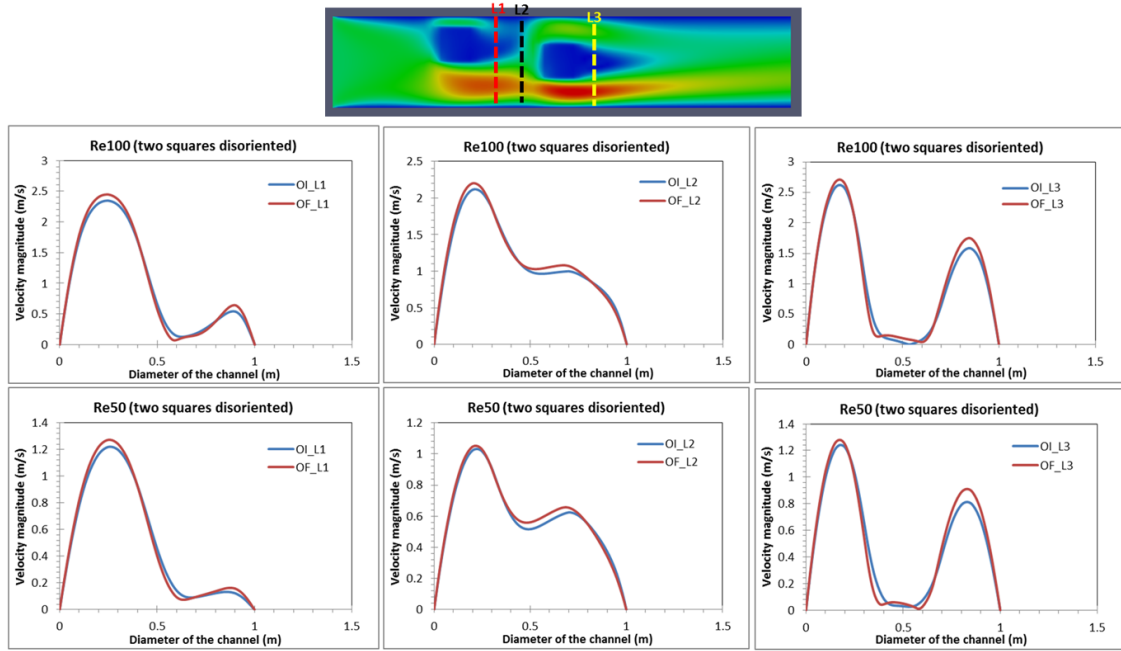 L1
L2
L3
Re100 (two squares disoriented)
Velocity magnitude (m/s)
3
2.5
2
1.5
1
0.5
0
OI_L1
OF_L1
0
0.5
1
1.5
Diameter of the channel (m)
Re100 (two squares disoriented)
Velocity magnitude (m/s)
2.5
2
1.5
1
0.5
0
OI_L2
OF_L2
0
0.5
1
1.5
Diameter of the channel (m)
Re100 (two squares disoriented)
Velocity magnitude (m/s)
3
2.5
2
1.5
1
0.5
0
OI_L3
OF_L3
0
0.5
1
1.5
Diameter of the channel (m)
Re50 (two squares disoriented)
Velocity magnitude (m/s)
1.4
1.2
1
0.8
0.6
0.4
0.2
0
OI_L1
OF_L1
0
0.5
1
1.5
Diameter of the channel (m)
Re50 (two squares disoriented)
Velocity magnitude (m/s)
1.2
1
0.8
0.6
0.4
0.2
0
OI_L2
OF_L2
0
0.5
1
1.5
Diameter of the channel (m)
Re50 (two squares disoriented)
Velocity magnitude (m/s)
1.4
1.2
1
0.8
0.6
0.4
0.2
0
OI_L3
OF_L3
0
0.5
1
1.5
Diameter of the channel (m)